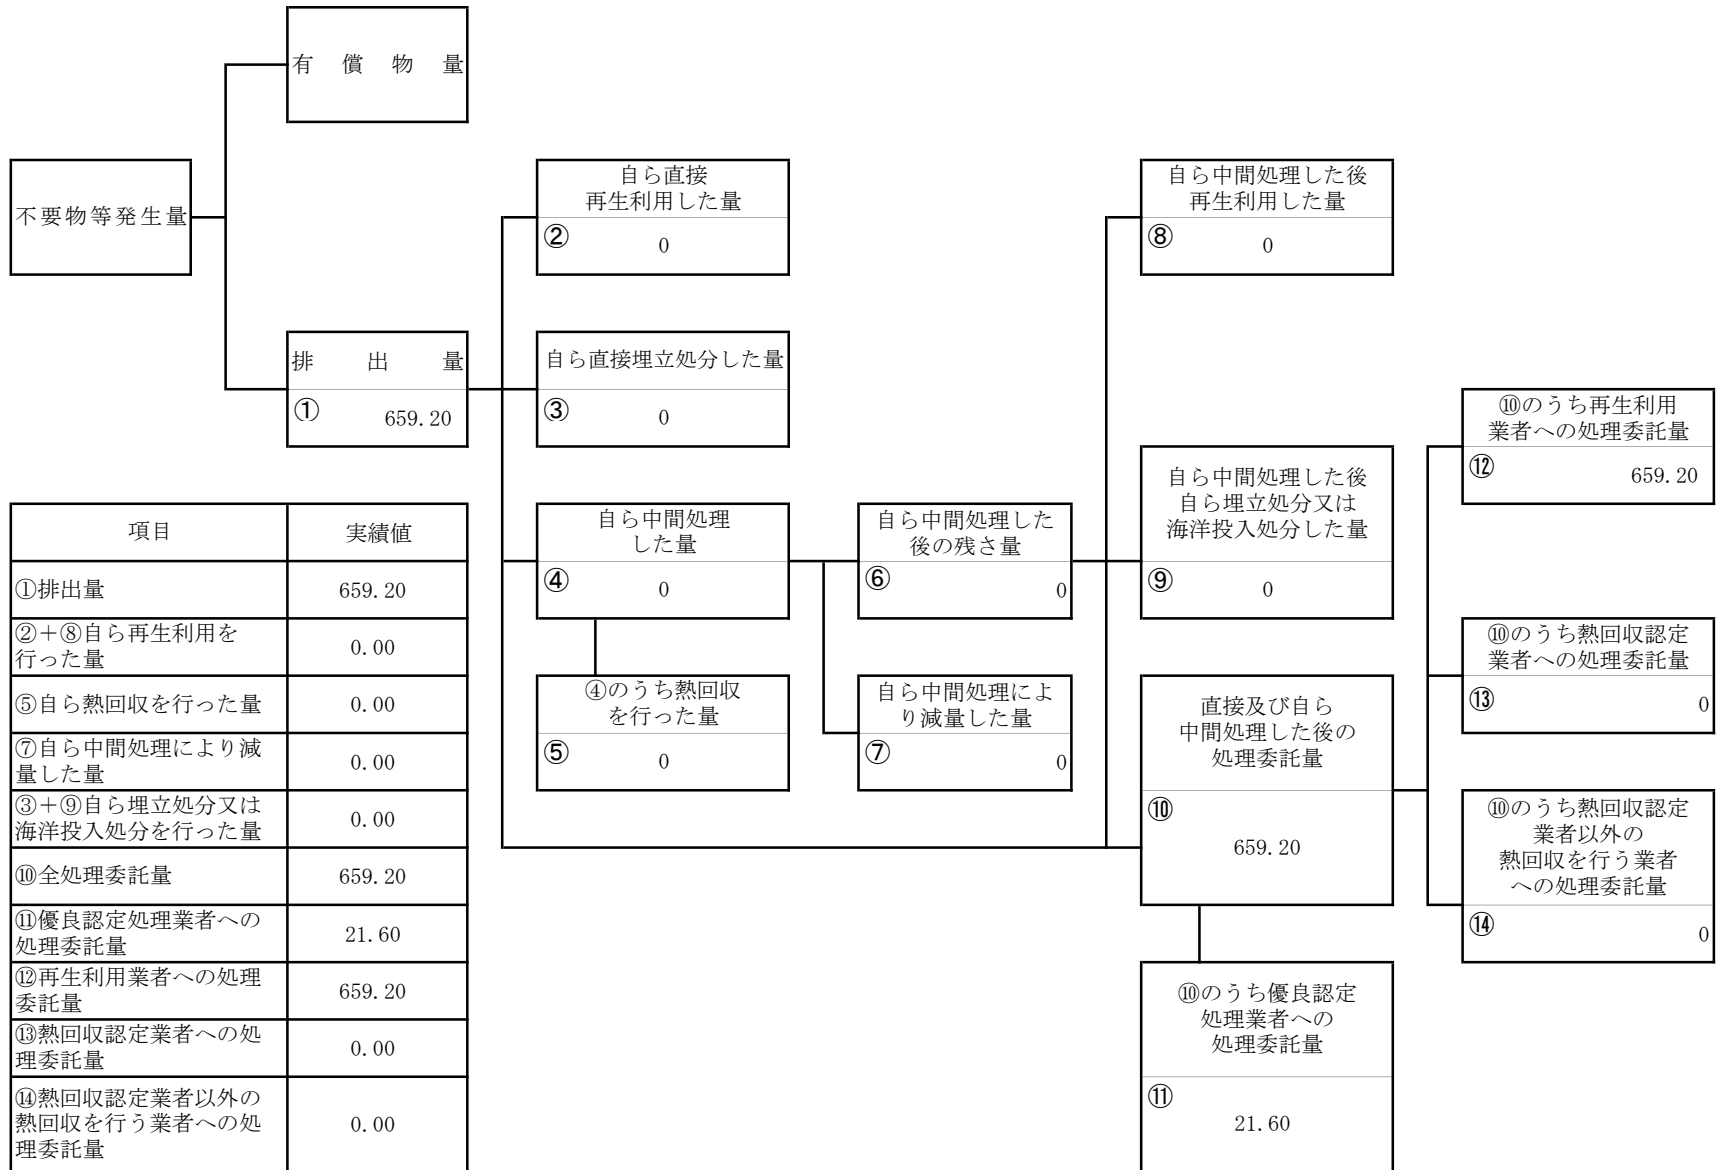 有償物量
不要物等発生量
排出量
① 659.20
自ら直接
再生利用した量
② 0
自ら直接埋立処分した量
③ 0
自ら中間処理
した量
④ 0
④のうち熱回収
を行った量
⑤ 0
自ら中間処理した
後の残さ量
⑥ 0
自ら中間処理によ
り減量した量
⑦ 0
自ら中間処理した後
再生利用した量
⑧ 0
自ら中間処理した後
自ら埋立処分又は
海洋投入処分した量
⑨ 0
直接及び自ら
中間処理した後の
処理委託量
⑩
659.20
⑩のうち優良認定
処理業者への
処理委託量
⑪
21.60
⑩のうち再生利用
業者への処理委託量
⑫ 659.20
⑩のうち熱回収認定
業者への処理委託量
⑬ 0
⑩のうち熱回収認定
業者以外の
熱回収を行う業者
への処理委託量
⑭ 0
項目 実績値
①排出量 659.20
②+⑧自ら再生利用を
行った量 0.00
⑤自ら熱回収を行った量 0.00
⑦自ら中間処理により減
量した量 0.00
③+⑨自ら埋立処分又は
海洋投入処分を行った量 0.00
⑩全処理委託量 659.20
⑪優良認定処理業者への
処理委託量 21.60
⑫再生利用業者への処理
委託量 659.20
⑬熱回収認定業者への処
理委託量 0.00
⑭熱回収認定業者以外の
熱回収を行う業者への処
理委託量 0.00